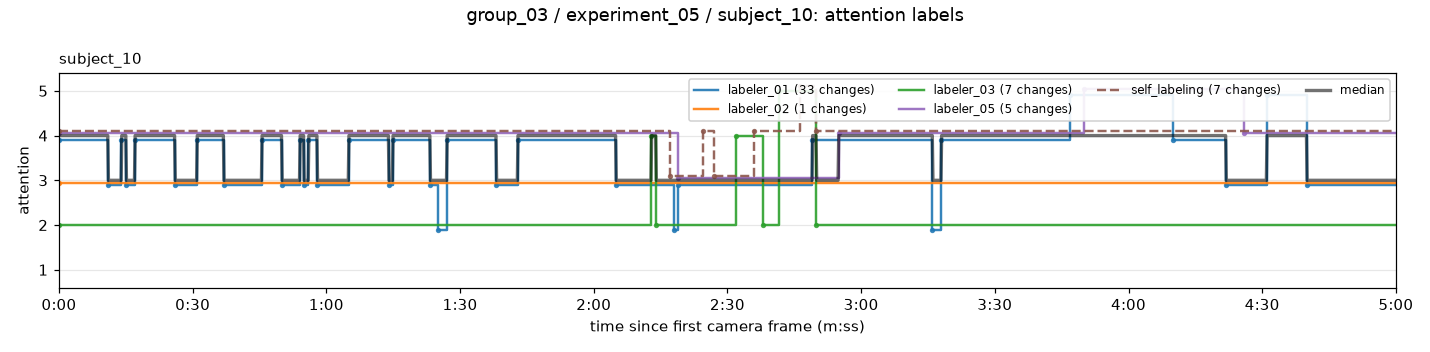 group_03 / experiment_05 / subject_10: attention labels
subject_10
labeler_01 (33 changes)
labeler_02 (1 changes)
labeler_03 (7 changes)
labeler_05 (5 changes)
self_labeling (7 changes)
median
attention
5
4
3
2
1
0:00 0:30 1:00 1:30 2:00 2:30 3:00 3:30 4:00 4:30 5:00
time since first camera frame (m:ss)